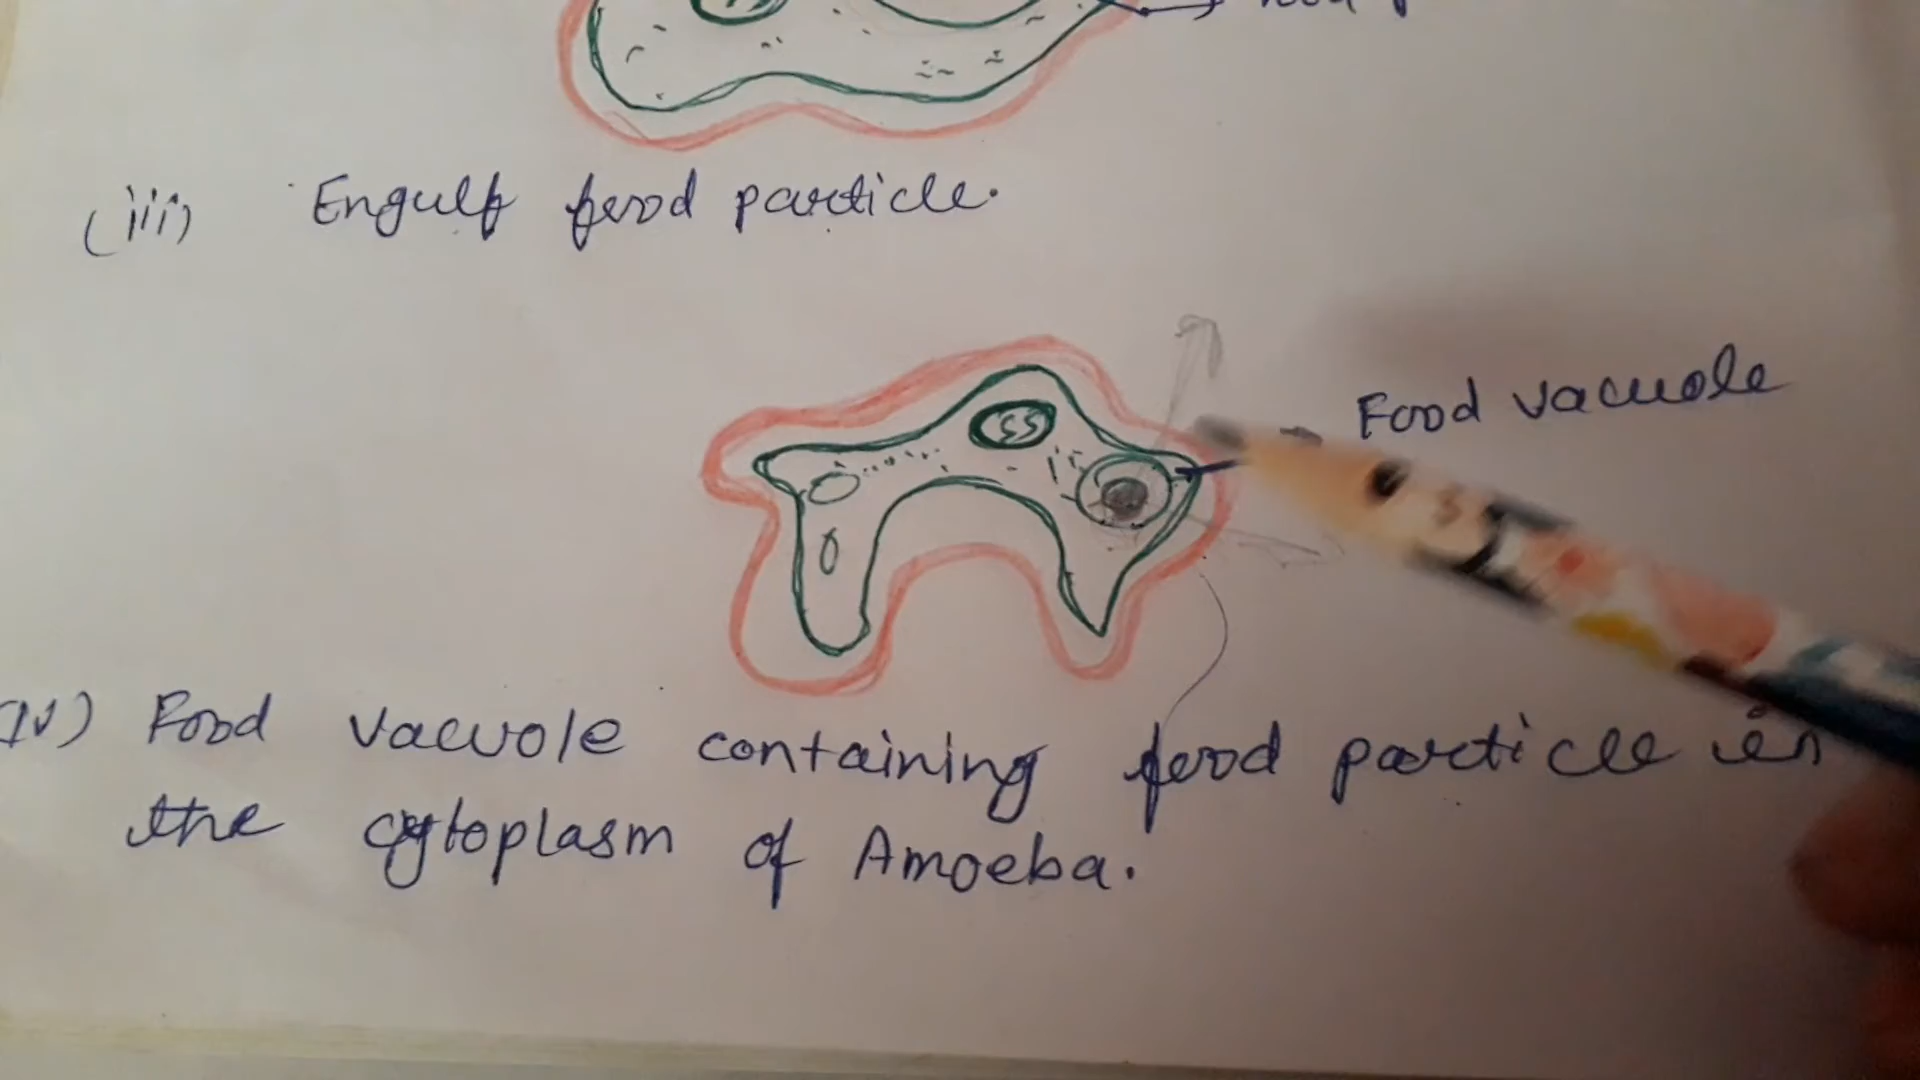 (iii) Engulf food particle.
Food vacuole
(iv) Food vacuole containing food particle in
the cytoplasm of Amoeba.